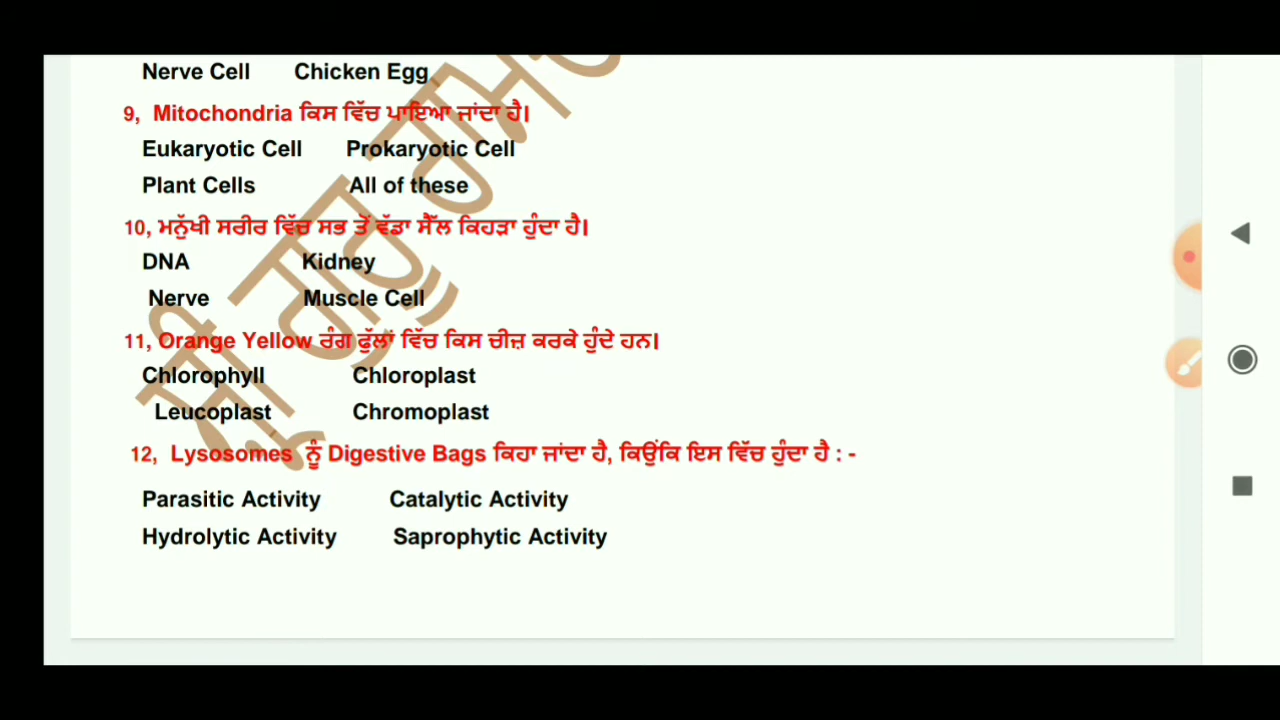 Nerve Cell Chicken Egg
9, Mitochondria ਕਿਸ ਵਿੱਚ ਪਾਇਆ ਜਾਂਦਾ ਹੈ।
Eukaryotic Cell Prokaryotic Cell
Plant Cells All of these
10, ਮਨੁੱਖੀ ਸਰੀਰ ਵਿੱਚ ਸਭ ਤੋਂ ਵੱਡਾ ਸੈੱਲ ਕਿਹੜਾ ਹੁੰਦਾ ਹੈ।
DNA Kidney
Nerve Muscle Cell
11, Orange Yellow ਰੰਗ ਫੁੱਲਾਂ ਵਿੱਚ ਕਿਸ ਚੀਜ਼ ਕਰਕੇ ਹੁੰਦੇ ਹਨ।
Chlorophyll Chloroplast
Leucoplast Chromoplast
12, Lysosomes ਨੂੰ Digestive Bags ਕਿਹਾ ਜਾਂਦਾ ਹੈ, ਕਿਉਂਕਿ ਇਸ ਵਿੱਚ ਹੁੰਦਾ ਹੈ : -
Parasitic Activity Catalytic Activity
Hydrolytic Activity Saprophytic Activity
ਸ੍ਰੀ ਗੁਰੂ